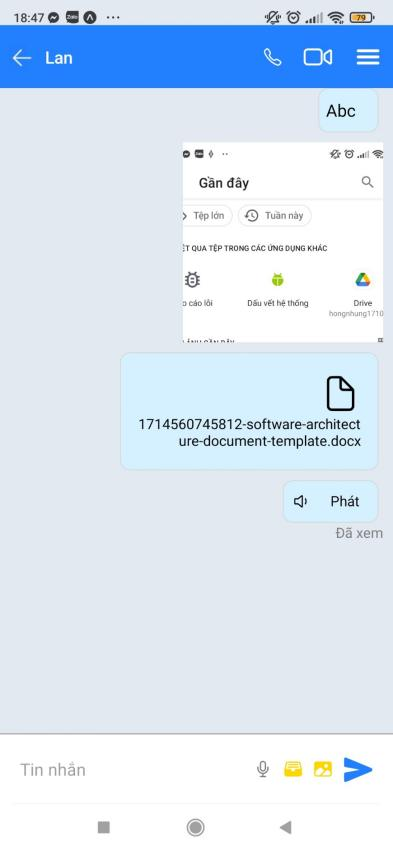 18:47
79
Lan
Abc
Gần đây
Tệp lớn
Tuần này
ẾT QUẢ TỆP TRONG CÁC ỨNG DỤNG KHÁC
o cáo lỗi
Dấu vết hệ thống
Drive
hongnhung1710
1714560745812-software-architect
ure-document-template.docx
Phát
Đã xem
Tin nhắn